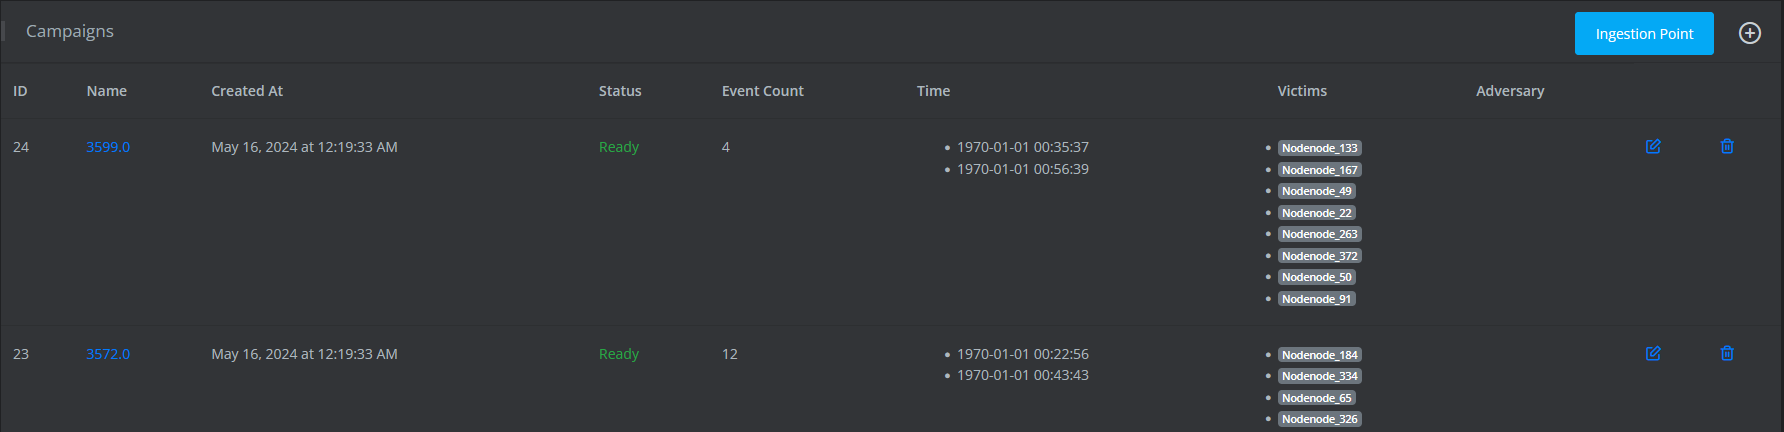 Campaigns
Ingestion Point
ID Name Created At Status Event Count Time Victims Adversary
24 3599.0 May 16, 2024 at 12:19:33 AM Ready 4 1970-01-01 00:35:37 Nodenode_133
1970-01-01 00:56:39 Nodenode_167
Nodenode_49
Nodenode_22
Nodenode_263
Nodenode_372
Nodenode_50
Nodenode_91
23 3572.0 May 16, 2024 at 12:19:33 AM Ready 12 1970-01-01 00:22:56 Nodenode_184
1970-01-01 00:43:43 Nodenode_334
Nodenode_65
Nodenode_326